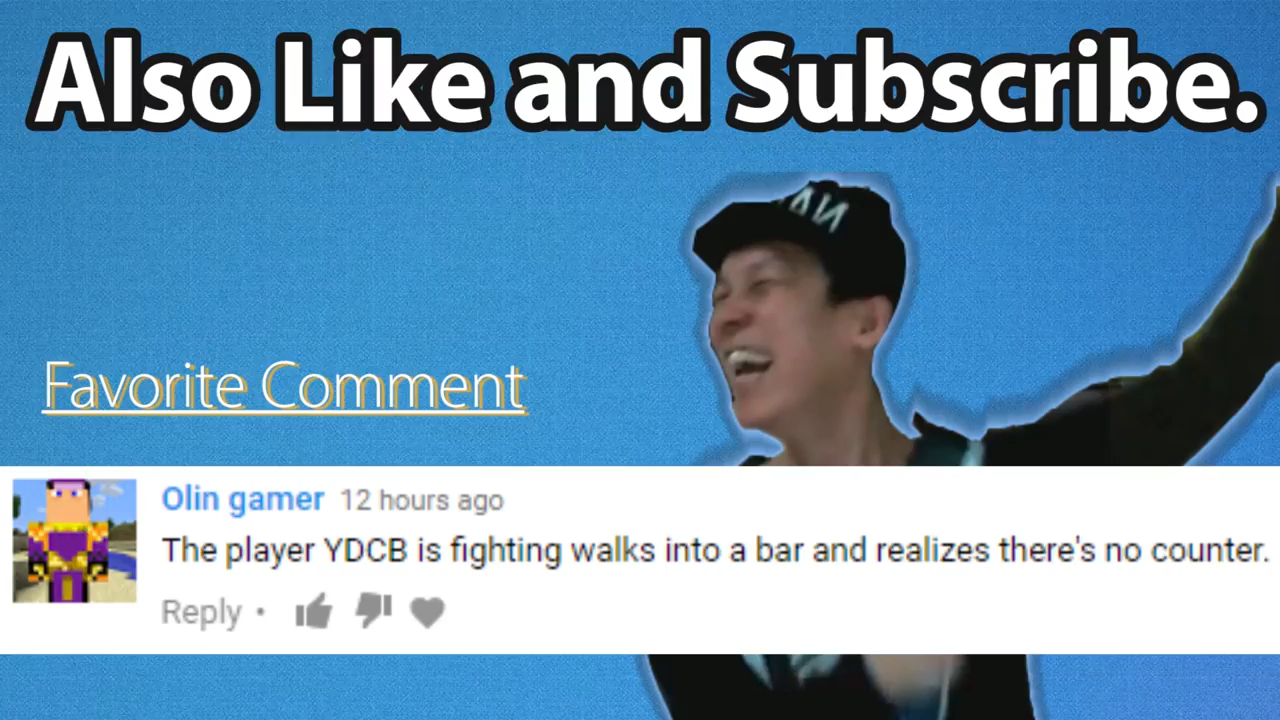 Also Like and Subscribe.
Favorite Comment
Olin gamer 12 hours ago
The player YDCB is fighting walks into a bar and realizes there's no counter.
Reply •